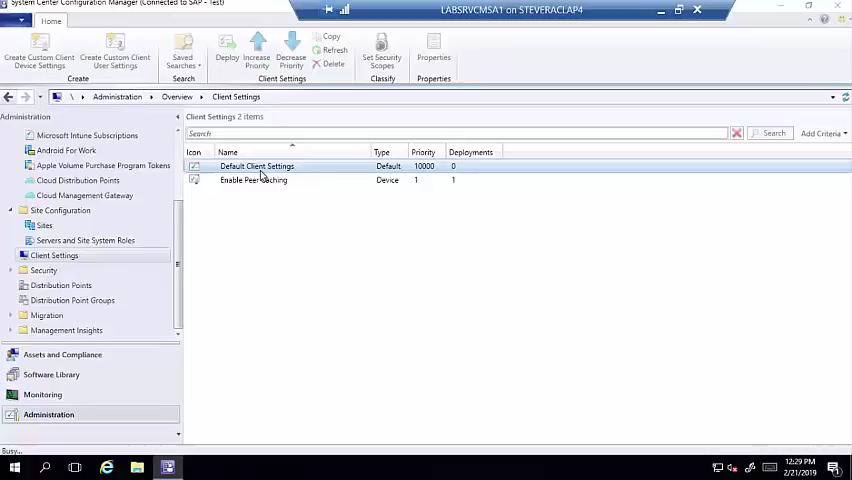 System Center Configuration Manager (Connected to SAP - Test)
LABSRVCMSA1 on STEVERACLAP4
Home
Create Custom Client Device Settings
Create Custom Client User Settings
Create
Saved Searches
Search
Deploy
Increase Priority
Decrease Priority
Copy
Refresh
Delete
Client Settings
Set Security Scopes
Classify
Properties
Properties
\ Administration Overview Client Settings
Administration
Microsoft Intune Subscriptions
Android For Work
Apple Volume Purchase Program Tokens
Cloud Distribution Points
Cloud Management Gateway
Site Configuration
Sites
Servers and Site System Roles
Client Settings
Security
Distribution Points
Distribution Point Groups
Migration
Management Insights
Assets and Compliance
Software Library
Monitoring
Administration
Client Settings 2 items
Search
Search
Add Criteria
Icon Name Type Priority Deployments
Default Client Settings Default 10000 0
Enable Peer Caching Device 1 1
Busy...
12:29 PM
2/21/2019